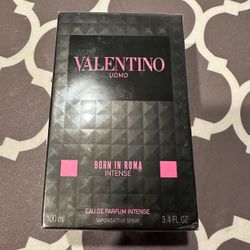 VALENTINO
UOMO
BORN IN ROMA
INTENSE
EAU DE PARFUM INTENSE
VAPORISATEUR SPRAY
100 ml 3.4 FL.OZ